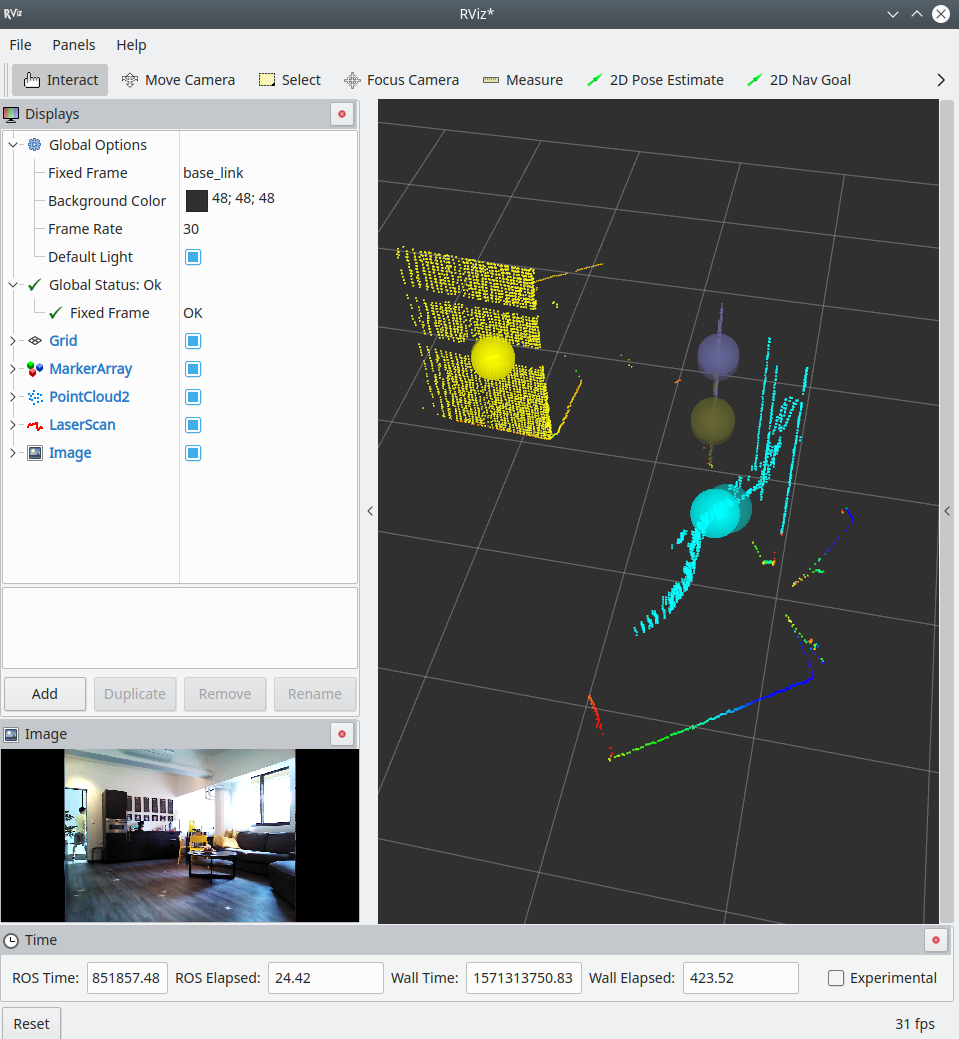 RViz
RViz*
File Panels Help
Interact Move Camera Select Focus Camera Measure 2D Pose Estimate 2D Nav Goal
Displays
Global Options
Fixed Frame base_link
Background Color 48; 48; 48
Frame Rate 30
Default Light
Global Status: Ok
Fixed Frame OK
Grid
MarkerArray
PointCloud2
LaserScan
Image
Add Duplicate Remove Rename
Image
Time
ROS Time: 851857.48 ROS Elapsed: 24.42 Wall Time: 1571313750.83 Wall Elapsed: 423.52 Experimental
Reset 31 fps